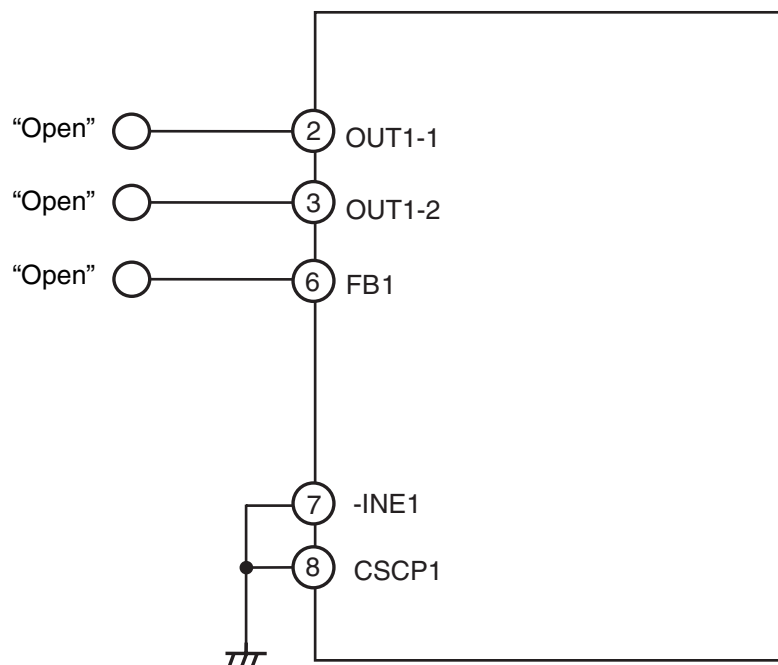 “Open” 2 OUT1-1
“Open” 3 OUT1-2
“Open” 6 FB1
7 -INE1
8 CSCP1